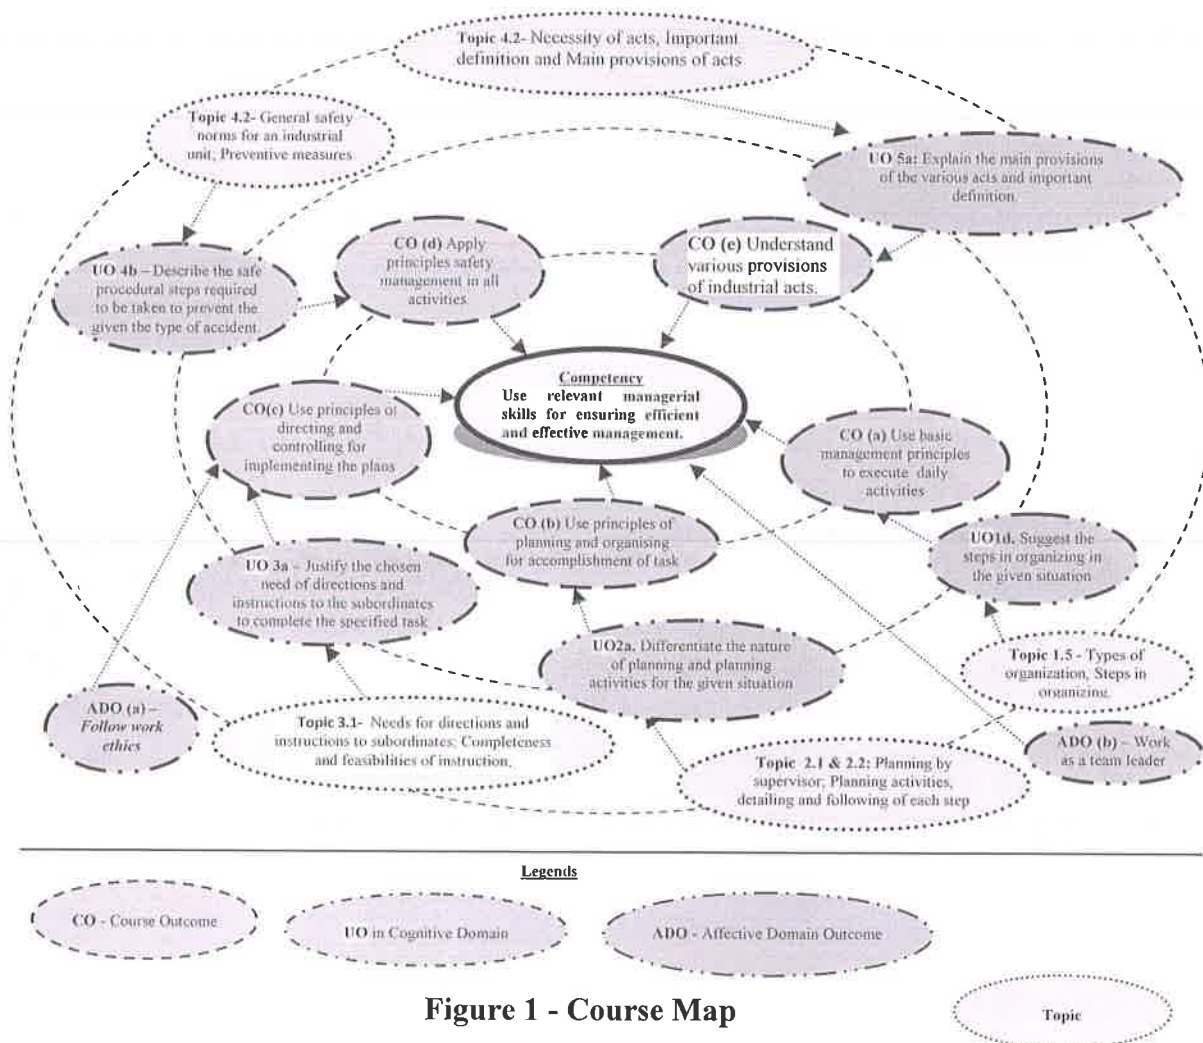 Topic 4.2- Necessity of acts, Important
definition and Main provisions of acts
Topic 4.2- General safety
norms for an industrial
unit; Preventive measures
UO 5a: Explain the main provisions
of the various acts and important
definition.
CO (d) Apply
principles safety
management in all
activities
CO (e) Understand
various provisions
of industrial acts.
UO 4b – Describe the safe
procedural steps required
to be taken to prevent the
given the type of accident.
Competency
Use relevant managerial
skills for ensuring efficient
and effective management.
CO(c) Use principles of
directing and
controlling for
implementing the plans
CO (a) Use basic
management principles
to execute daily
activities
CO (b) Use principles of
planning and organising
for accomplishment of task
UO1d. Suggest the
steps in organizing in
the given situation
UO 3a – Justify the chosen
need of directions and
instructions to the subordinates
to complete the specified task
UO2a. Differentiate the nature
of planning and planning
activities for the given situation
Topic 1.5 - Types of
organization, Steps in
organizing.
ADO (a) –
Follow work
ethics
Topic 3.1- Needs for directions and
instructions to subordinates; Completeness
and feasibilities of instruction.
ADO (b) – Work
as a team leader
Topic 2.1 & 2.2: Planning by
supervisor; Planning activities,
detailing and following of each step
Legends
CO - Course Outcome
UO in Cognitive Domain
ADO - Affective Domain Outcome
Figure 1 - Course Map
Topic